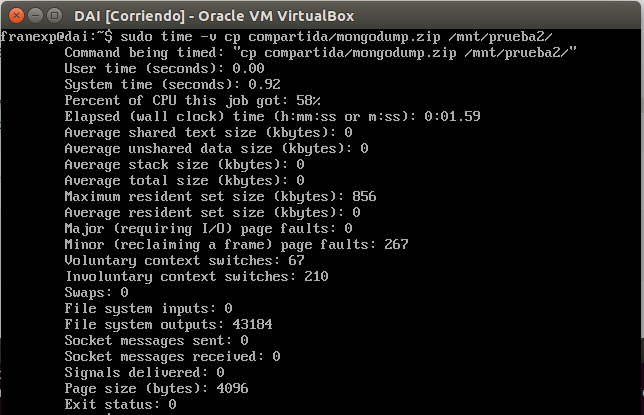 DAI [Corriendo] - Oracle VM VirtualBox
franexp@dai:~$ sudo time -v cp compartida/mongodump.zip /mnt/prueba2/
Command being timed: "cp compartida/mongodump.zip /mnt/prueba2/"
User time (seconds): 0.00
System time (seconds): 0.92
Percent of CPU this job got: 58%
Elapsed (wall clock) time (h:mm:ss or m:ss): 0:01.59
Average shared text size (kbytes): 0
Average unshared data size (kbytes): 0
Average stack size (kbytes): 0
Average total size (kbytes): 0
Maximum resident set size (kbytes): 856
Average resident set size (kbytes): 0
Major (requiring I/O) page faults: 0
Minor (reclaiming a frame) page faults: 267
Voluntary context switches: 67
Involuntary context switches: 210
Swaps: 0
File system inputs: 0
File system outputs: 43184
Socket messages sent: 0
Socket messages received: 0
Signals delivered: 0
Page size (bytes): 4096
Exit status: 0